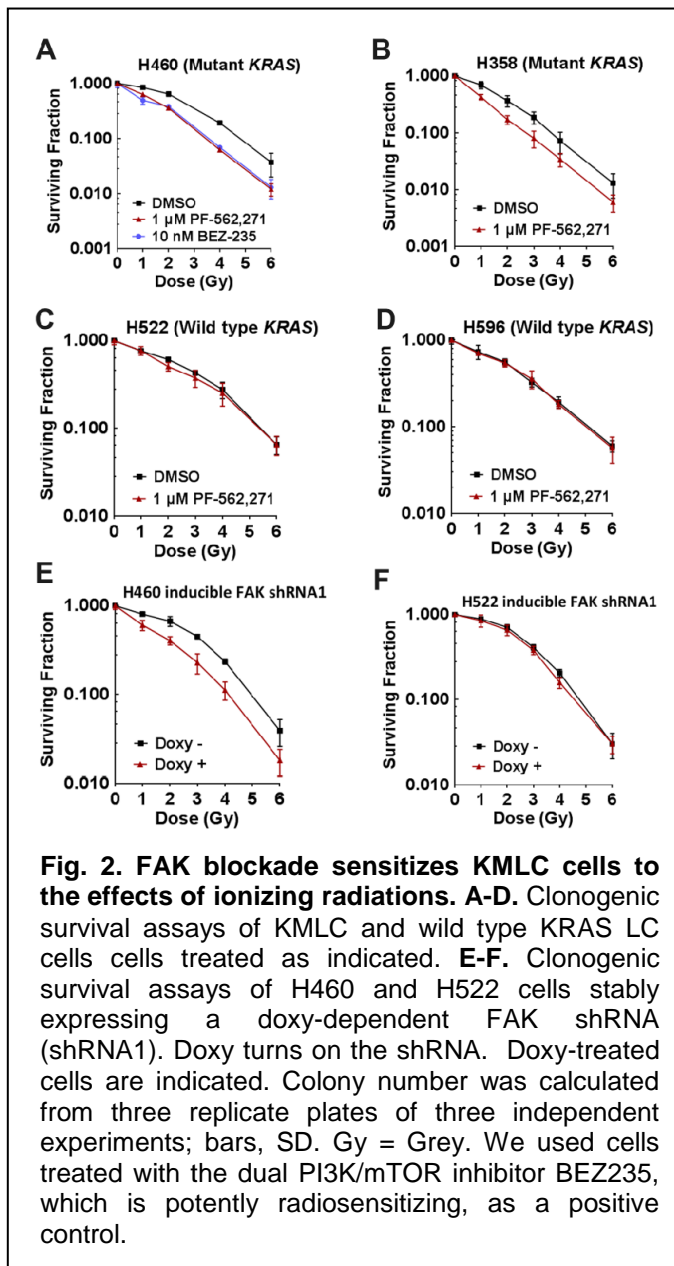 A
H460 (Mutant KRAS)
Surviving Fraction
1.000
0.100
0.010
0.001
DMSO
1 µM PF-562,271
10 nM BEZ-235
0 1 2 3 4 5 6
Dose (Gy)
B
H358 (Mutant KRAS)
Surviving Fraction
1.000
0.100
0.010
0.001
DMSO
1 µM PF-562,271
0 1 2 3 4 5 6
Dose (Gy)
C
H522 (Wild type KRAS)
Surviving Fraction
1.000
0.100
0.010
DMSO
1 µM PF-562,271
0 1 2 3 4 5 6
Dose (Gy)
D
H596 (Wild type KRAS)
Surviving Fraction
1.000
0.100
0.010
DMSO
1 µM PF-562,271
0 1 2 3 4 5 6
Dose (Gy)
E
H460 inducible FAK shRNA1
Surviving Fraction
1.000
0.100
0.010
Doxy -
Doxy +
0 1 2 3 4 5 6
Dose (Gy)
F
H522 inducible FAK shRNA1
Surviving Fraction
1.000
0.100
0.010
Doxy -
Doxy +
0 1 2 3 4 5 6
Dose (Gy)
Fig. 2. FAK blockade sensitizes KMLC cells to
the effects of ionizing radiations. A-D. Clonogenic
survival assays of KMLC and wild type KRAS LC
cells cells treated as indicated. E-F. Clonogenic
survival assays of H460 and H522 cells stably
expressing a doxy-dependent FAK shRNA
(shRNA1). Doxy turns on the shRNA. Doxy-treated
cells are indicated. Colony number was calculated
from three replicate plates of three independent
experiments; bars, SD. Gy = Grey. We used cells
treated with the dual PI3K/mTOR inhibitor BEZ235,
which is potently radiosensitizing, as a positive
control.